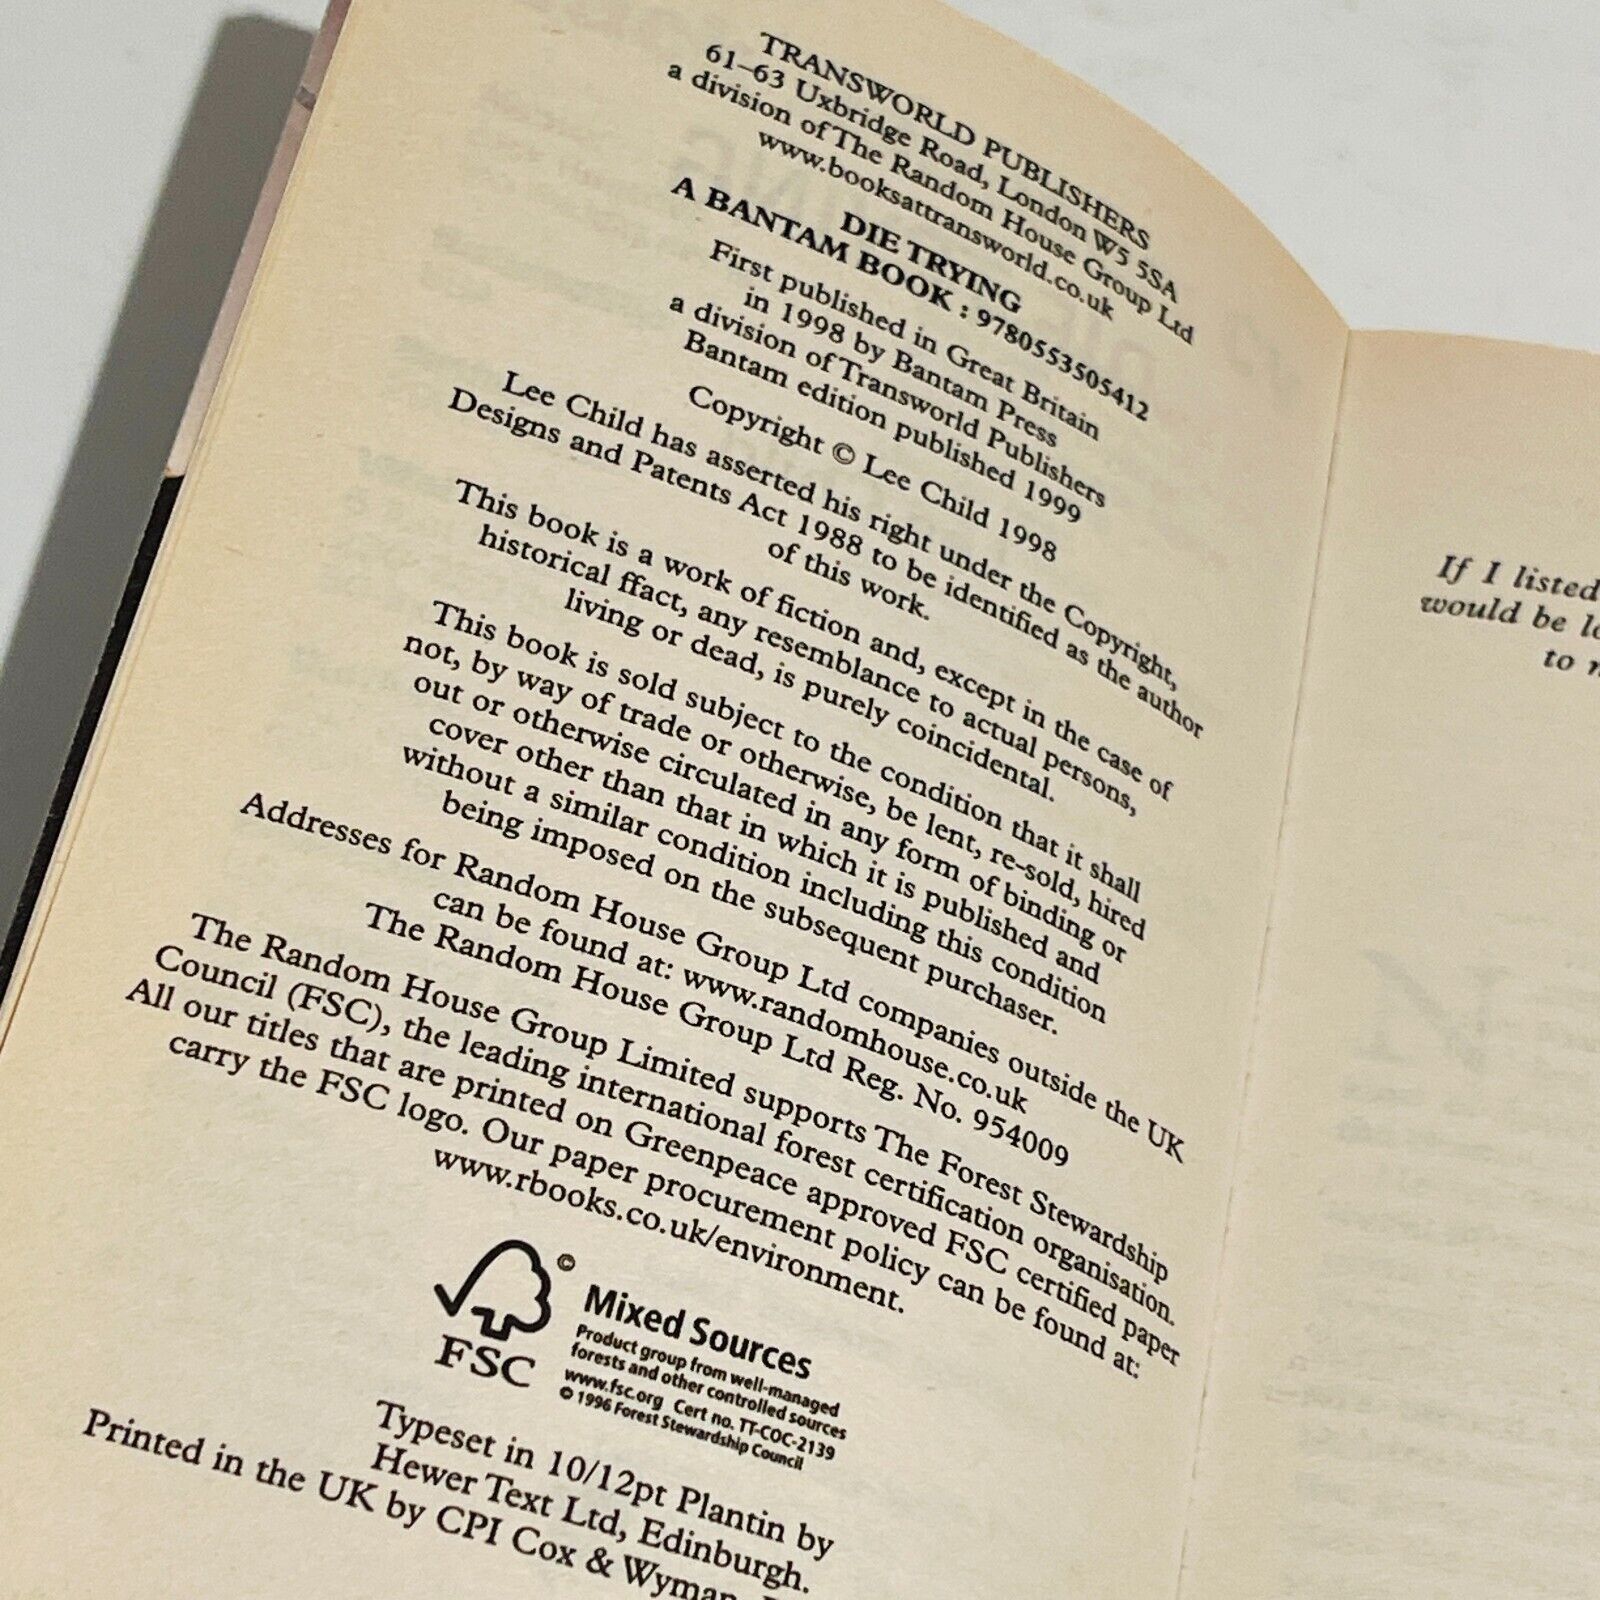 TRANSWORLD PUBLISHERS
61–63 Uxbridge Road, London W5 5SA
a division of The Random House Group Ltd
www.booksattransworld.co.uk
DIE TRYING
A BANTAM BOOK : 9780553505412
First published in Great Britain
in 1998 by Bantam Press
a division of Transworld Publishers
Bantam edition published 1999
Copyright © Lee Child 1998
Lee Child has asserted his right under the Copyright,
Designs and Patents Act 1988 to be identified as the author
of this work.
This book is a work of fiction and, except in the case of
historical ffact, any resemblance to actual persons,
living or dead, is purely coincidental.
This book is sold subject to the condition that it shall
not, by way of trade or otherwise, be lent, re-sold, hired
out or otherwise circulated in any form of binding or
cover other than that in which it is published and
without a similar condition including this condition
being imposed on the subsequent purchaser.
Addresses for Random House Group Ltd companies outside the UK
can be found at: www.randomhouse.co.uk
The Random House Group Ltd Reg. No. 954009
The Random House Group Limited supports The Forest Stewardship
Council (FSC), the leading international forest certification organisation.
All our titles that are printed on Greenpeace approved FSC certified paper
carry the FSC logo. Our paper procurement policy can be found at:
www.rbooks.co.uk/environment.
©
FSC
Mixed Sources
Product group from well-managed
forests and other controlled sources
www.fsc.org Cert no. TT-COC-2139
© 1996 Forest Stewardship Council
Typeset in 10/12pt Plantin by
Hewer Text Ltd, Edinburgh.
Printed in the UK by CPI Cox & Wyman
If I listed
would be
to